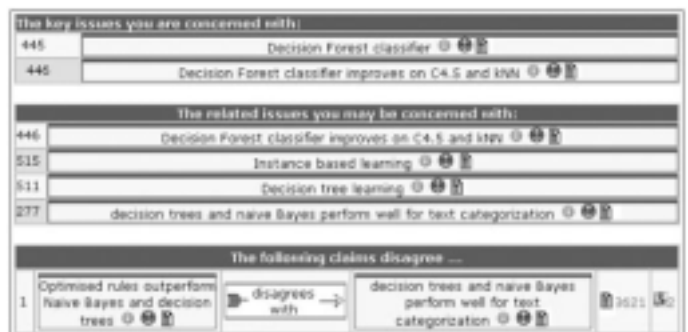 The key issues you are concerned with:
445 Decision Forest classifier
446 Decision Forest classifier improves on C4.5 and kNN
The related issues you may be concerned with:
446 Decision Forest classifier improves on C4.5 and kNN
515 Instance based learning
511 Decision tree learning
277 decision trees and naive Bayes perform well for text categorization
The following claims disagree ....
1 Optimised rules outperform Naive Bayes and decision trees disagrees with decision trees and naive Bayes perform well for text categorization 3621 2